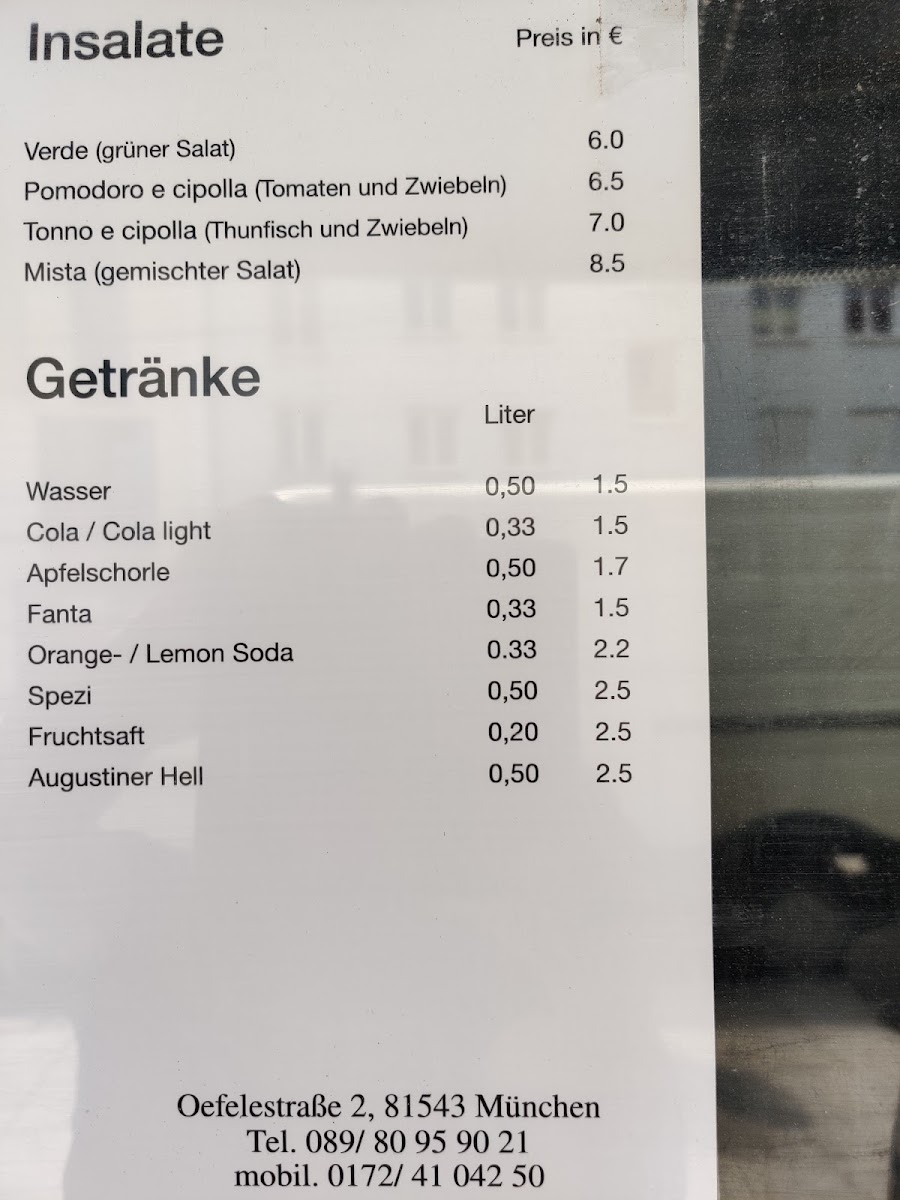 Insalate Preis in €
Verde (grüner Salat) 6.0
Pomodoro e cipolla (Tomaten und Zwiebeln) 6.5
Tonno e cipolla (Thunfisch und Zwiebeln) 7.0
Mista (gemischter Salat) 8.5
Getränke
Liter
Wasser 0,50 1.5
Cola / Cola light 0,33 1.5
Apfelschorle 0,50 1.7
Fanta 0,33 1.5
Orange- / Lemon Soda 0.33 2.2
Spezi 0,50 2.5
Fruchtsaft 0,20 2.5
Augustiner Hell 0,50 2.5
Oefelestraße 2, 81543 München
Tel. 089/ 80 95 90 21
mobil. 0172/ 41 042 50